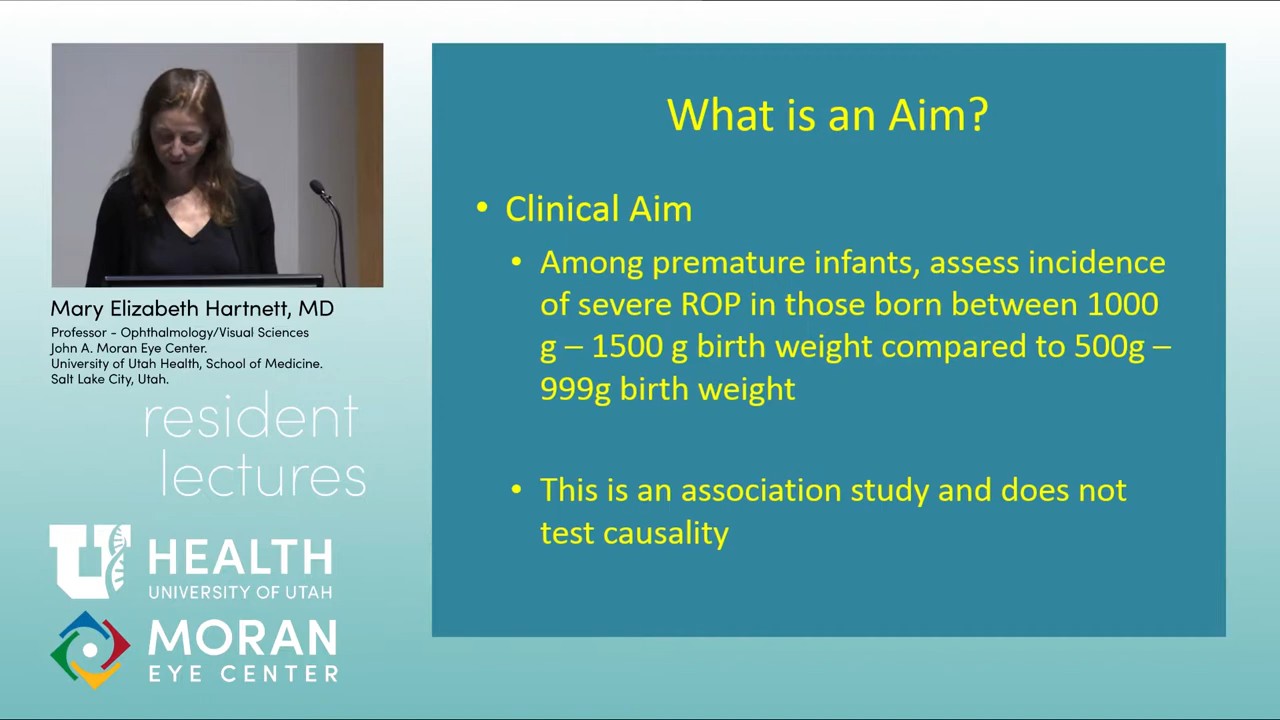 Mary Elizabeth Hartnett, MD
Professor – Ophthalmology/Visual Sciences
John A. Moran Eye Center.
University of Utah Health, School of Medicine.
Salt Lake City, Utah.
resident
lectures
U HEALTH
UNIVERSITY OF UTAH
MORAN
EYE CENTER
What is an Aim?
• Clinical Aim
• Among premature infants, assess incidence
of severe ROP in those born between 1000
g – 1500 g birth weight compared to 500g –
999g birth weight
• This is an association study and does not
test causality